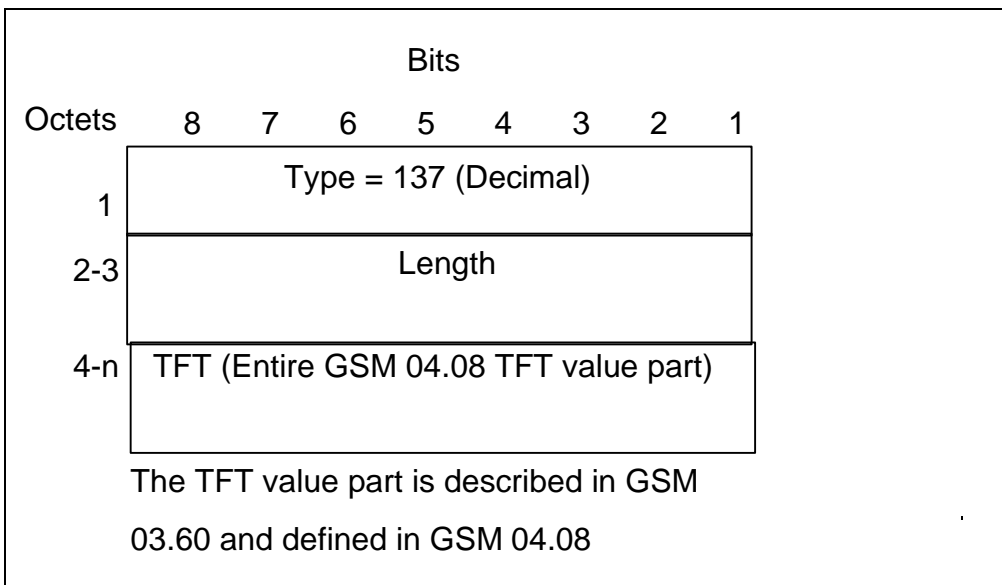 Bits
Octets 8 7 6 5 4 3 2 1
1 Type = 137 (Decimal)
2-3 Length
4-n TFT (Entire GSM 04.08 TFT value part)
The TFT value part is described in GSM
03.60 and defined in GSM 04.08